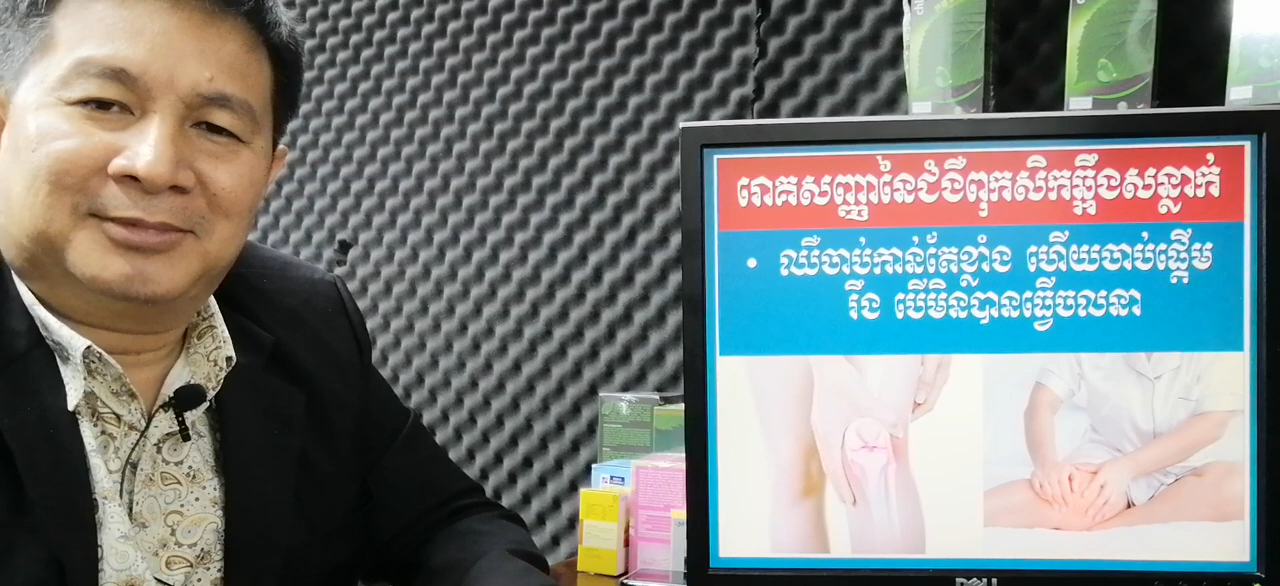 រោគសញ្ញានៃជំងឺពុកសិកឆ្អឹងសន្លាក់
• ឈឺចាប់កាន់តែខ្លាំង ហើយចាប់ផ្ដើម
រឹង បើមិនបានធ្វើចលនា